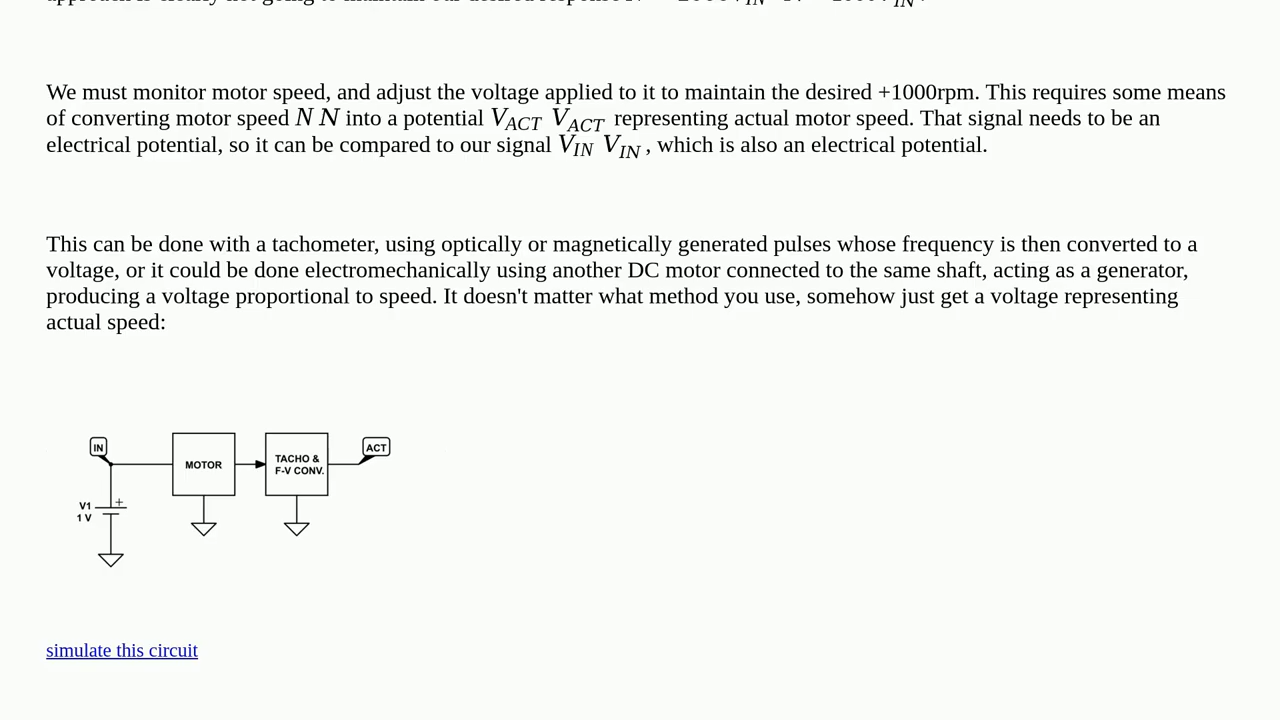 We must monitor motor speed, and adjust the voltage applied to it to maintain the desired +1000rpm. This requires some means
of converting motor speed N N into a potential VACT VACT representing actual motor speed. That signal needs to be an
electrical potential, so it can be compared to our signal VIN VIN, which is also an electrical potential.
This can be done with a tachometer, using optically or magnetically generated pulses whose frequency is then converted to a
voltage, or it could be done electromechanically using another DC motor connected to the same shaft, acting as a generator,
producing a voltage proportional to speed. It doesn't matter what method you use, somehow just get a voltage representing
actual speed:
IN
MOTOR
TACHO &
F-V CONV.
ACT
V1
+
1 V
simulate this circuit